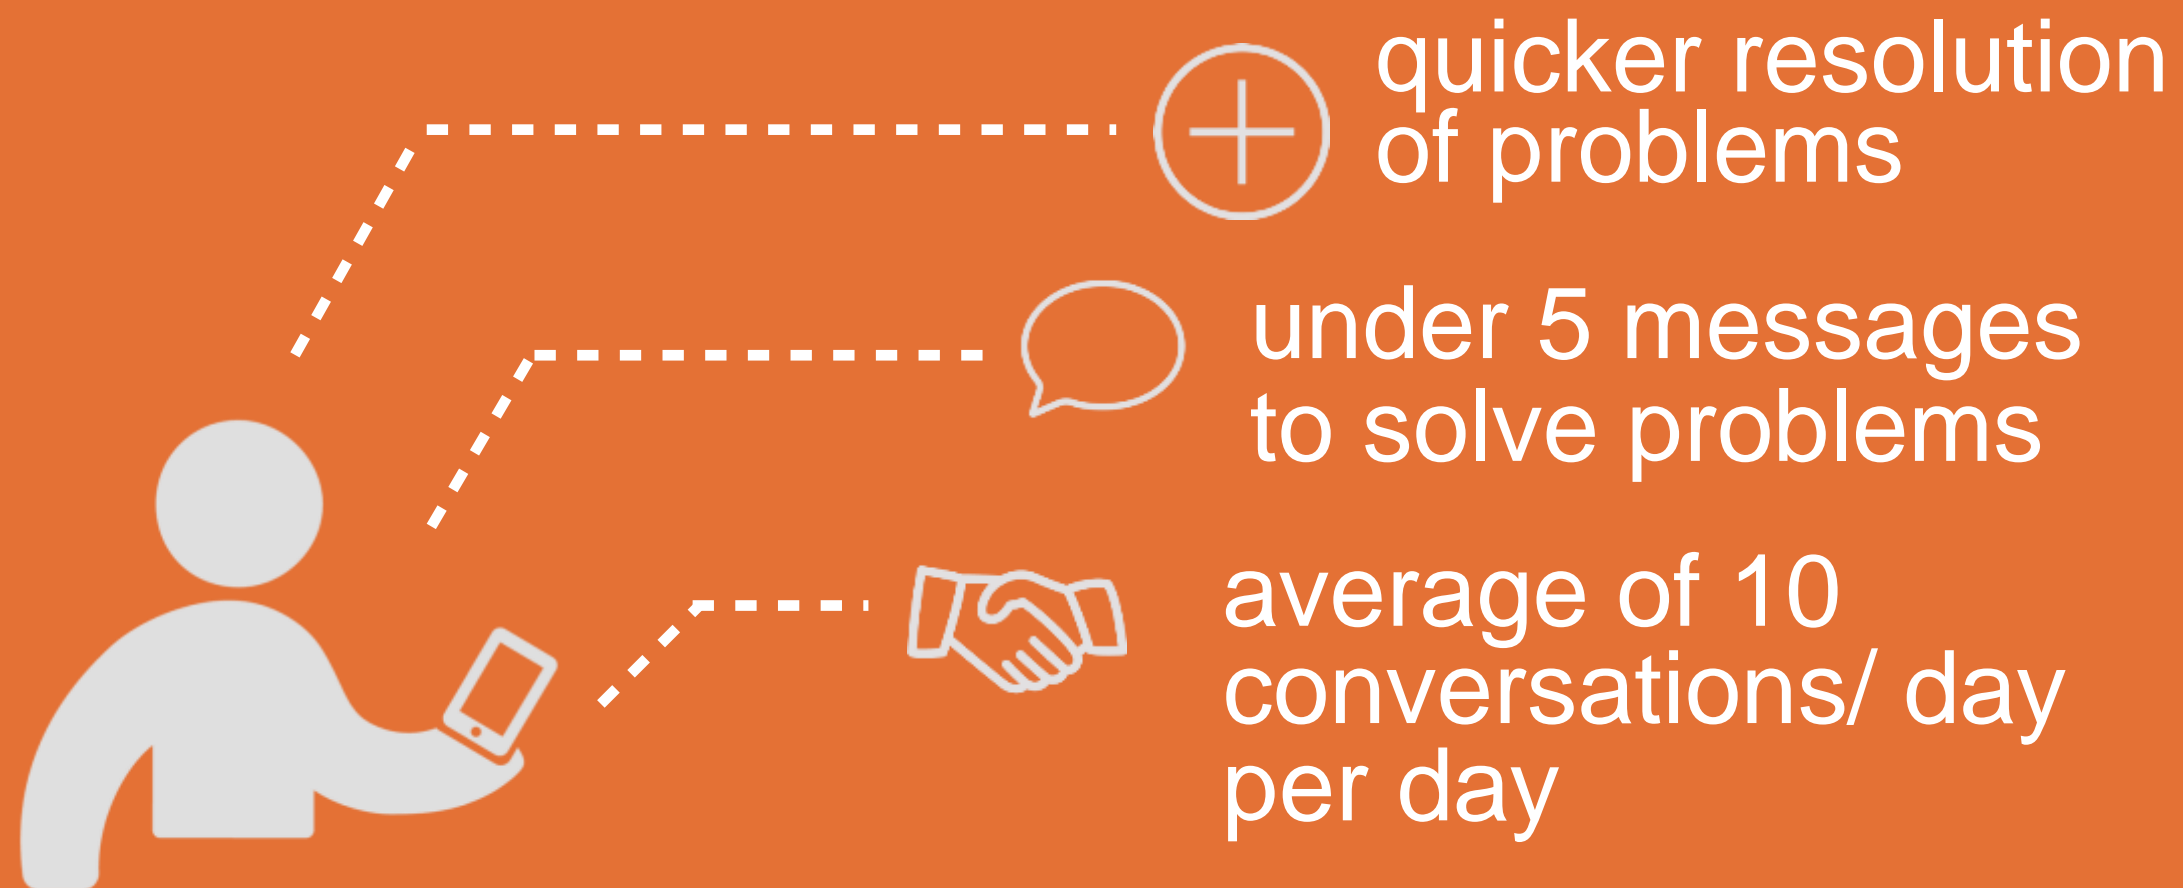 quicker resolution
of problems
under 5 messages
to solve problems
average of 10
conversations/ day
per day